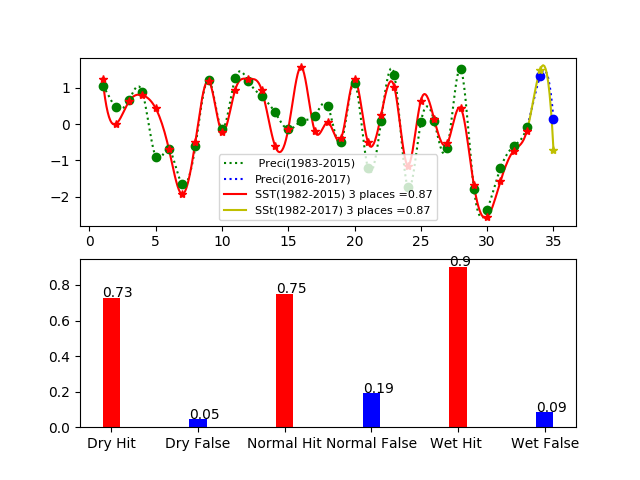 1
0
−1
−2
Preci(1983-2015)
Preci(2016-2017)
SST(1982-2015) 3 places =0.87
SSt(1982-2017) 3 places =0.87
0 5 10 15 20 25 30 35
0.8
0.6
0.4
0.2
0.0
0.73 0.05 0.75 0.19 0.9 0.09
Dry Hit Dry False Normal Hit Normal False Wet Hit Wet False